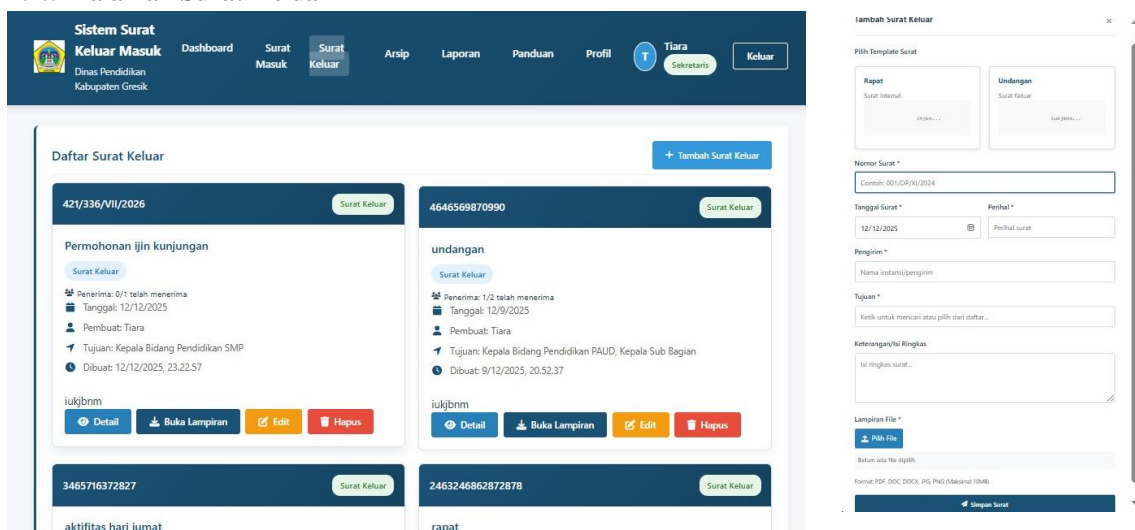 Sistem Surat
Keluar Masuk
Dinas Pendidikan
Kabupaten Gresik
Dashboard
Surat
Masuk
Surat
Keluar
Arsip
Laporan
Panduan
Profil
T
Tiara
Sekretaris
Keluar
Daftar Surat Keluar
+ Tambah Surat Keluar
421/336/VII/2026
Surat Keluar
Permohonan ijin kunjungan
Surat Keluar
Penerima: 0/1 telah menerima
Tanggal: 12/12/2025
Pembuat: Tiara
Tujuan: Kepala Bidang Pendidikan SMP
Dibuat: 12/12/2025, 23.22.57
iukjbnm
Detail
Buka Lampiran
Edit
Hapus
4646569870990
Surat Keluar
undangan
Surat Keluar
Penerima: 1/2 telah menerima
Tanggal: 12/9/2025
Pembuat: Tiara
Tujuan: Kepala Bidang Pendidikan PAUD, Kepala Sub Bagian
Dibuat: 9/12/2025, 20.52.37
iukjbnm
Detail
Buka Lampiran
Edit
Hapus
3465716372827
Surat Keluar
aktifitas hari jumat
2463246862872878
Surat Keluar
rapat
Tambah Surat Keluar
×
Pilih Template Surat
Rapat
Surat Internal
Undangan
Surat Keluar
Nomor Surat *
Contoh: 001/DP/XI/2024
Tanggal Surat *
12/12/2025
Perihal *
Perihal surat
Pengirim *
Nama instansi/pengirim
Tujuan *
Ketik untuk mencari atau pilih dari daftar...
Keterangan/Isi Ringkas
Isi ringkas surat...
Lampiran File *
Pilih File
Belum ada file dipilih
Format: PDF, DOC, DOCX, JPG, PNG (Maksimal 10MB)
Simpan Surat